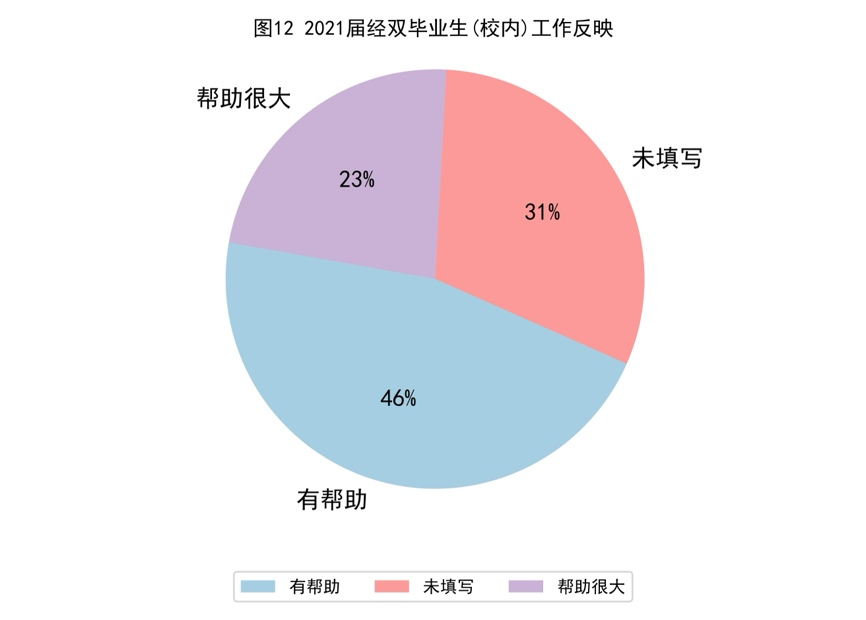 图12 2021届经双毕业生(校内)工作反映
帮助很大
未填写
23%
31%
46%
有帮助
有帮助 未填写 帮助很大